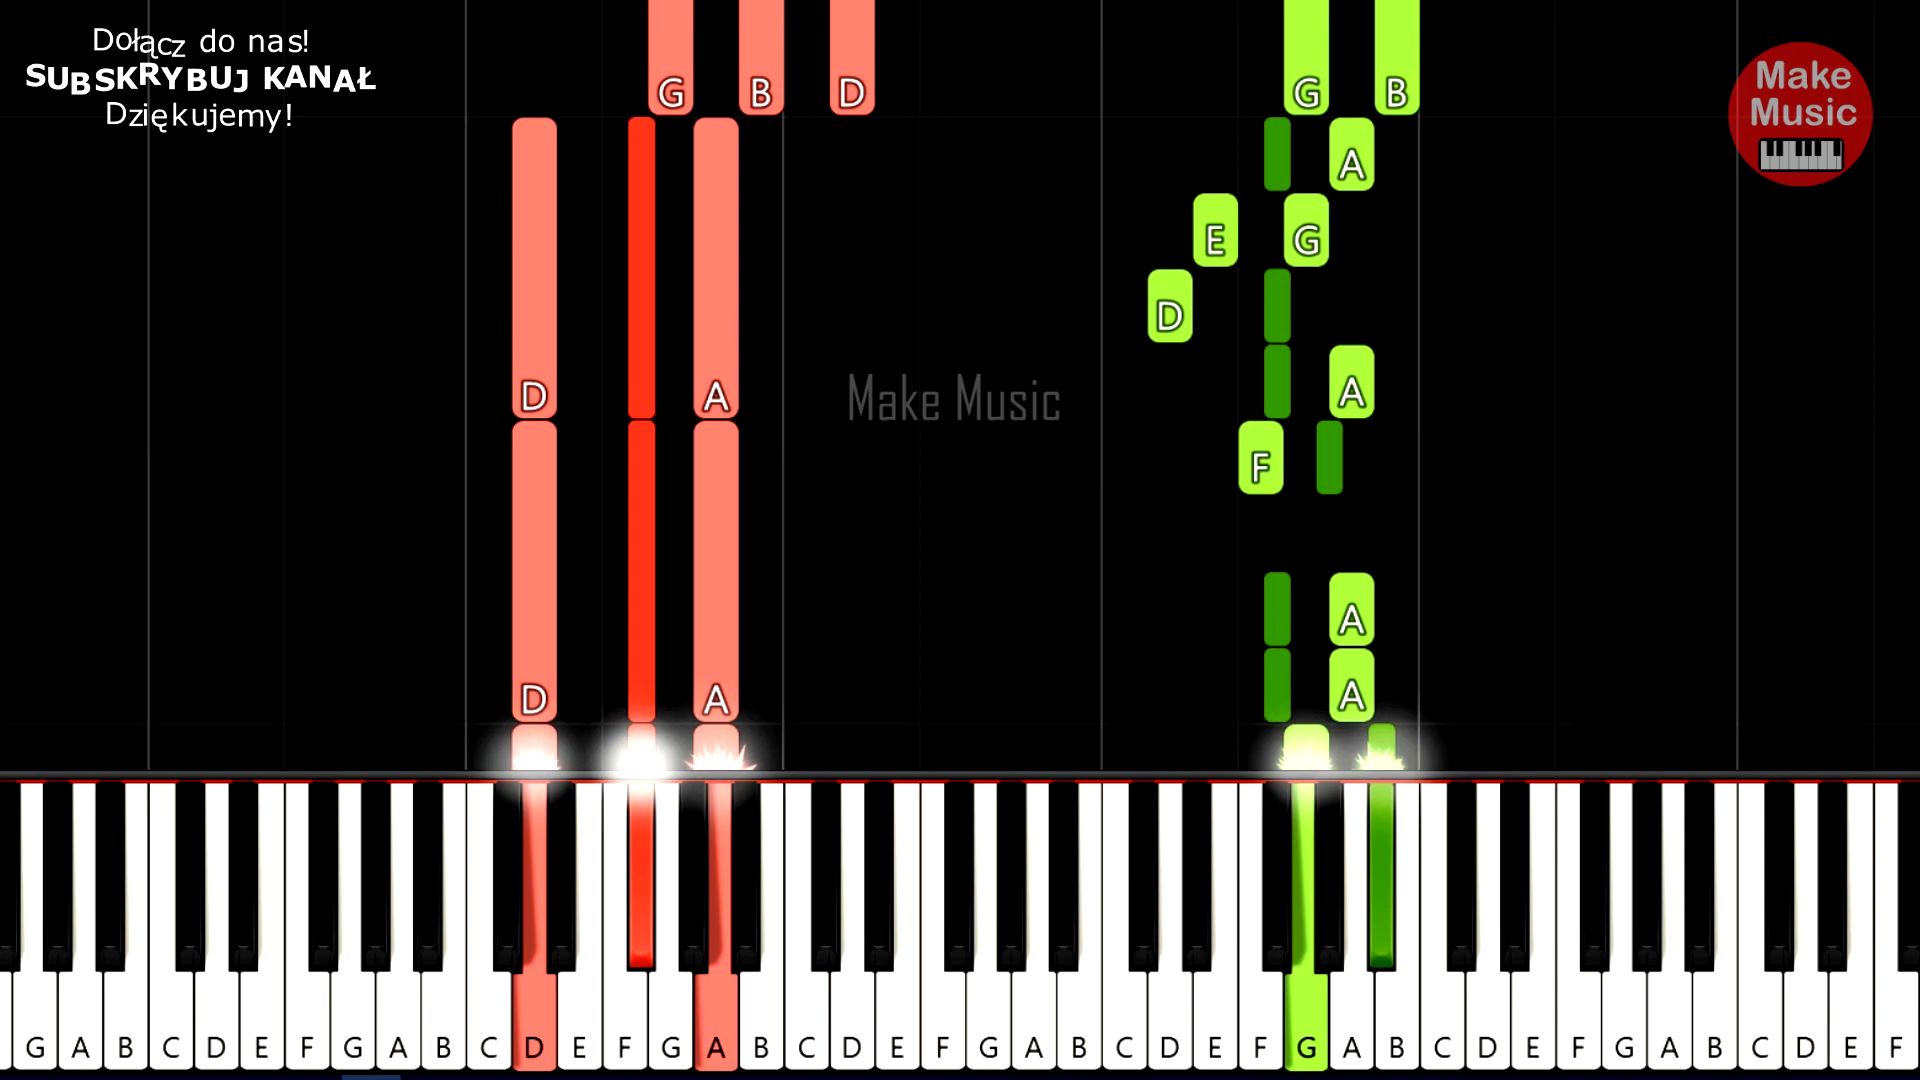 Dołącz do nas!
SUBSKRYBUJ KANAŁ
Dziękujemy!
Make
Music
G B D G B
A
E G
D
D A Make Music A
F
A
D A A
G A B C D E F G A B C D E F G A B C D E F G A B C D E F G A B C D E F G A B C D E F